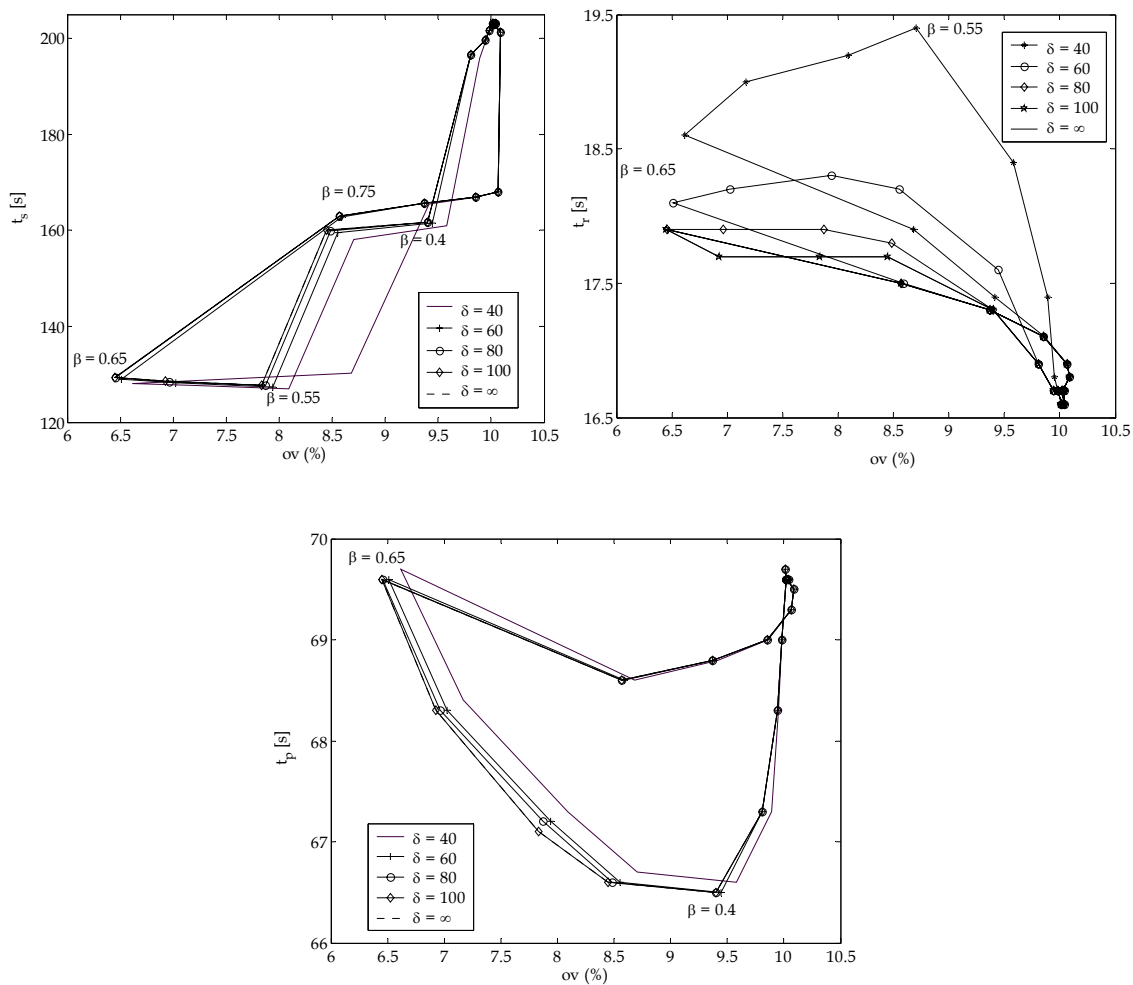 205
200
180
160
140
120
6
6.5
7
7.5
8
8.5
9
9.5
10
10.5
t_s [s]
ov (%)
β = 0.75
β = 0.4
β = 0.65
β = 0.55
δ = 40
δ = 60
δ = 80
δ = 100
δ = ∞
19.5
18.5
17.5
16.5
6
6.5
7
7.5
8
8.5
9
9.5
10
10.5
t_r [s]
ov (%)
β = 0.55
β = 0.65
δ = 40
δ = 60
δ = 80
δ = 100
δ = ∞
70
69
68
67
66
6
6.5
7
7.5
8
8.5
9
9.5
10
10.5
t_p [s]
ov (%)
β = 0.65
β = 0.4
δ = 40
δ = 60
δ = 80
δ = 100
δ = ∞